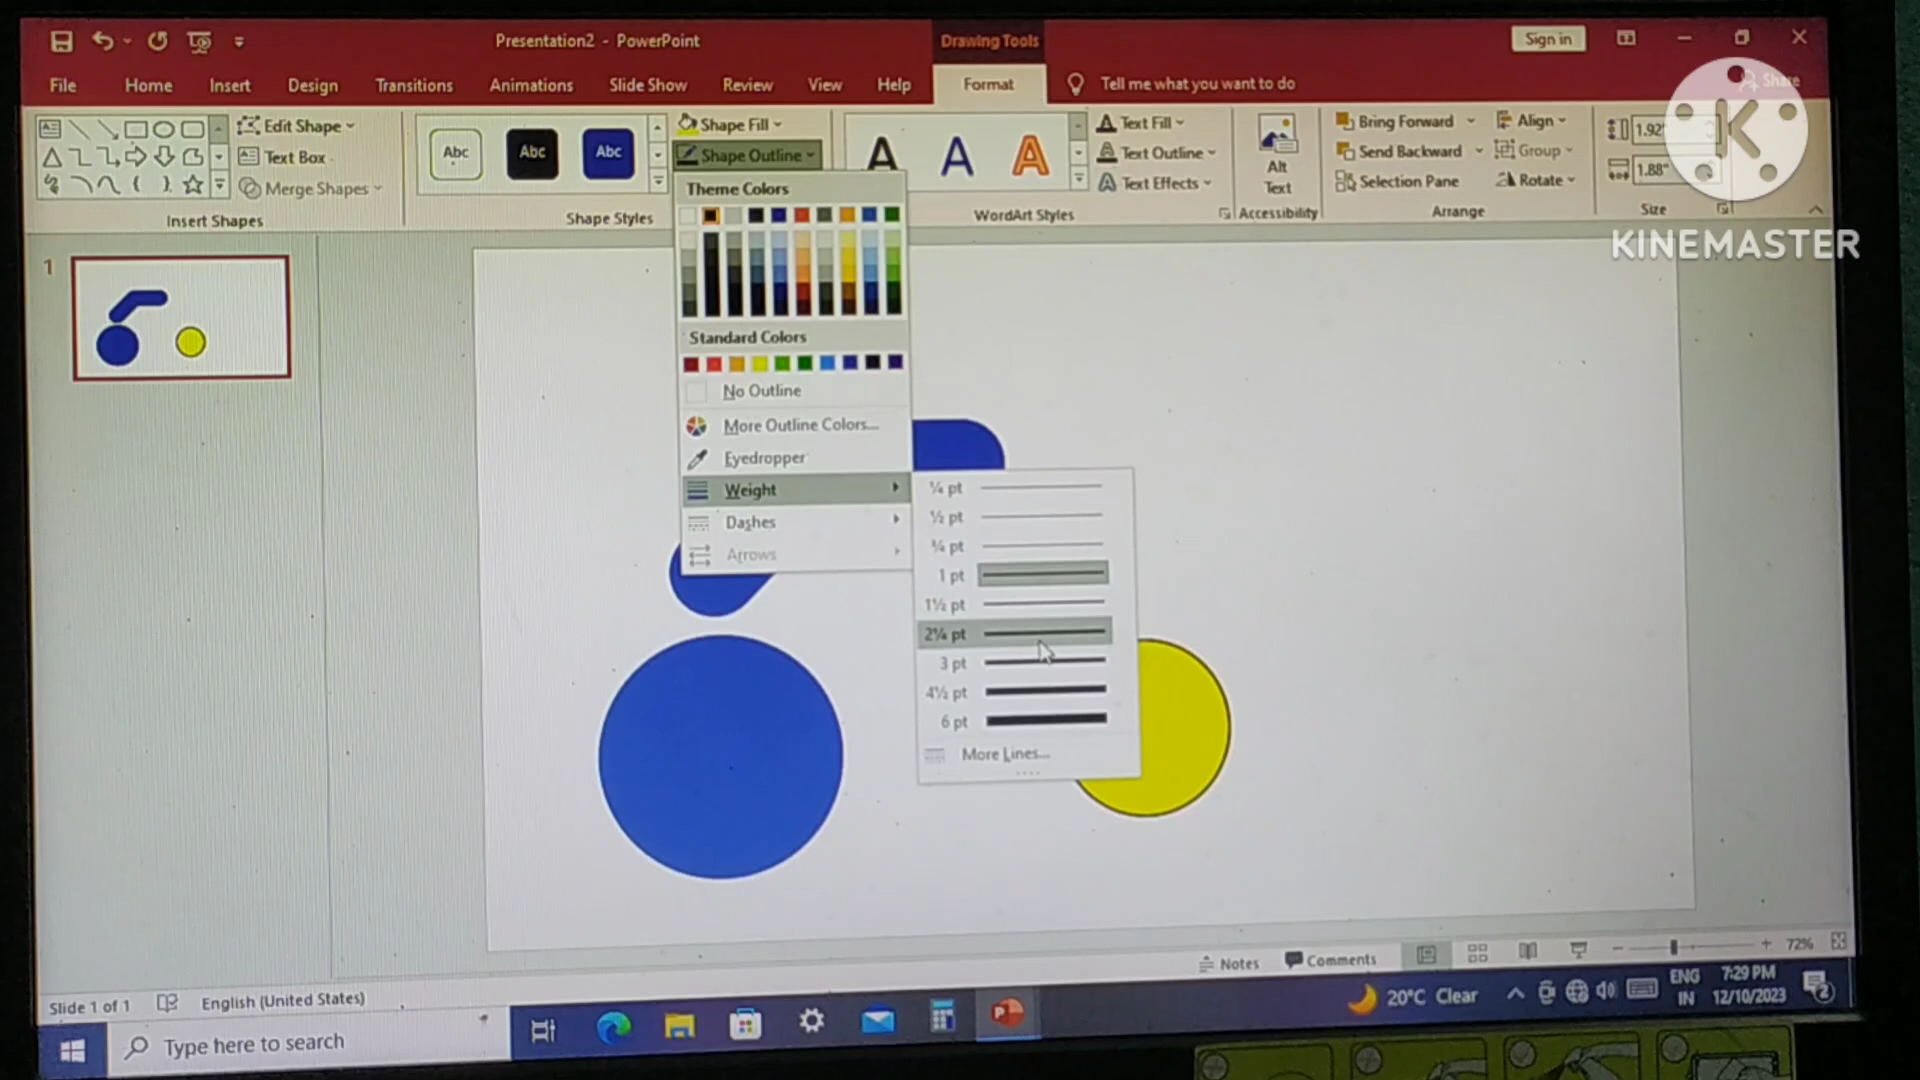 Presentation2 - PowerPoint
Drawing Tools
Sign in
File Home Insert Design Transitions Animations Slide Show Review View Help Format Tell me what you want to do Share
Edit Shape
Text Box
Merge Shapes
Insert Shapes
Abc Abc Abc
Shape Fill
Shape Outline
Shape Styles
A A A
Text Fill
Text Outline
Text Effects
WordArt Styles
Alt
Text
Accessibility
Bring Forward
Send Backward
Selection Pane
Align
Group
Rotate
Arrange
1.92"
1.88"
Size
K
KINEMASTER
1
Theme Colors
Standard Colors
No Outline
More Outline Colors...
Eyedropper
Weight
Dashes
Arrows
¼ pt
½ pt
¾ pt
1 pt
1½ pt
2¼ pt
3 pt
4½ pt
6 pt
More Lines...
Slide 1 of 1 English (United States)
Notes Comments 72%
Type here to search
20°C Clear
ENG
IN
7:29 PM
12/10/2023
2